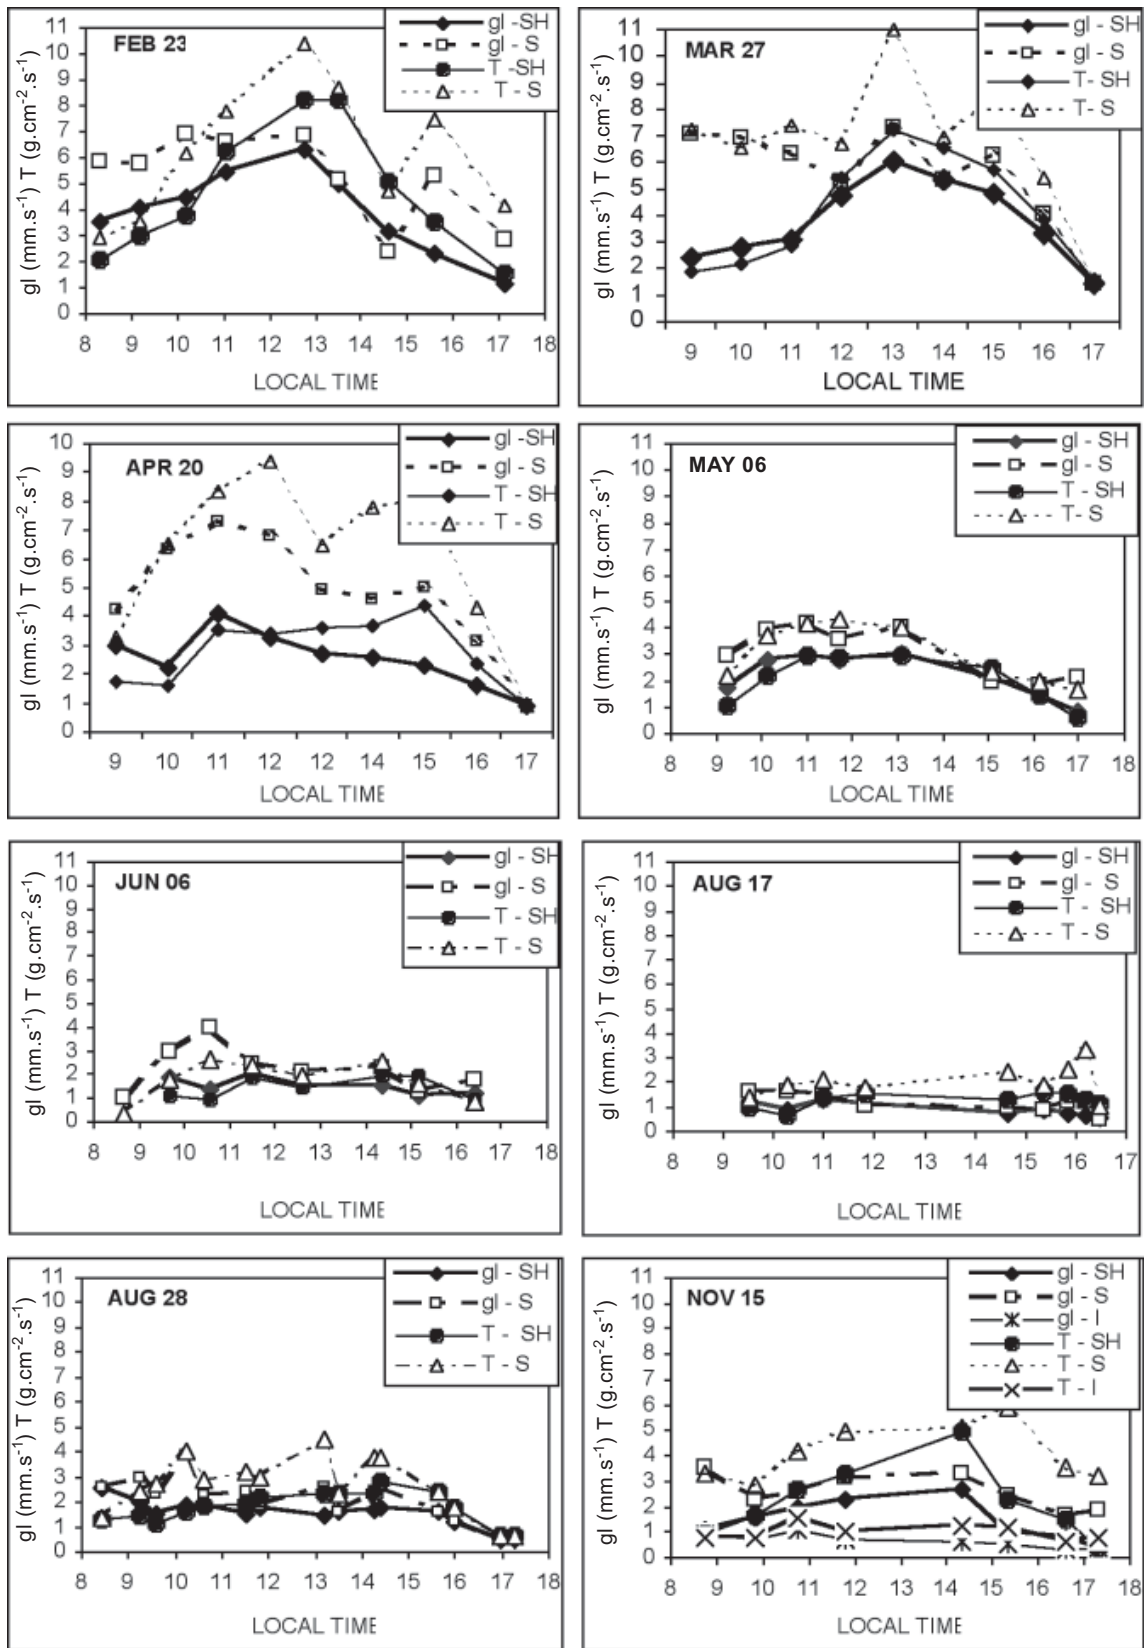 FEB 23
gl -SH
gl - S
T -SH
T - S
gl (mm.s⁻¹) T (g.cm⁻².s⁻¹)
11
10
9
8
7
6
5
4
3
2
1
0
8 9 10 11 12 13 14 15 16 17 18
LOCAL TIME
MAR 27
gl -SH
gl - S
T- SH
T- S
gl (mm.s⁻¹) T (g.cm⁻².s⁻¹)
11
10
9
8
7
6
5
4
3
2
1
0
9 10 11 12 13 14 15 16 17
LOCAL TIME
APR 20
gl -SH
gl - S
T - SH
T - S
gl (mm.s⁻¹) T (g.cm⁻².s⁻¹)
10
9
8
7
6
5
4
3
2
1
0
9 10 11 12 12 14 15 16 17
LOCAL TIME
MAY 06
gl - SH
gl - S
T - SH
T- S
gl (mm.s⁻¹) T (g.cm⁻².s⁻¹)
11
10
9
8
7
6
5
4
3
2
1
0
8 9 10 11 12 13 14 15 16 17 18
LOCAL TIME
JUN 06
gl - SH
gl - S
T - SH
T - S
gl (mm.s⁻¹) T (g.cm⁻².s⁻¹)
11
10
9
8
7
6
5
4
3
2
1
0
8 9 10 11 12 13 14 15 16 17 18
LOCAL TIME
AUG 17
gl - SH
gl - S
T - SH
T - S
gl (mm.s⁻¹) T (g.cm⁻².s⁻¹)
11
10
9
8
7
6
5
4
3
2
1
0
8 9 10 11 12 13 14 15 16 17
LOCAL TIME
AUG 28
gl - SH
gl - S
T - SH
T - S
gl (mm.s⁻¹) T (g.cm⁻².s⁻¹)
11
10
9
8
7
6
5
4
3
2
1
0
8 9 10 11 12 13 14 15 16 17 18
LOCAL TIME
NOV 15
gl - SH
gl - S
gl - I
T - SH
T - S
T - I
gl (mm.s⁻¹) T (g.cm⁻².s⁻¹)
11
10
9
8
7
6
5
4
3
2
1
0
8 9 10 11 12 13 14 15 16 17 18
LOCAL TIME